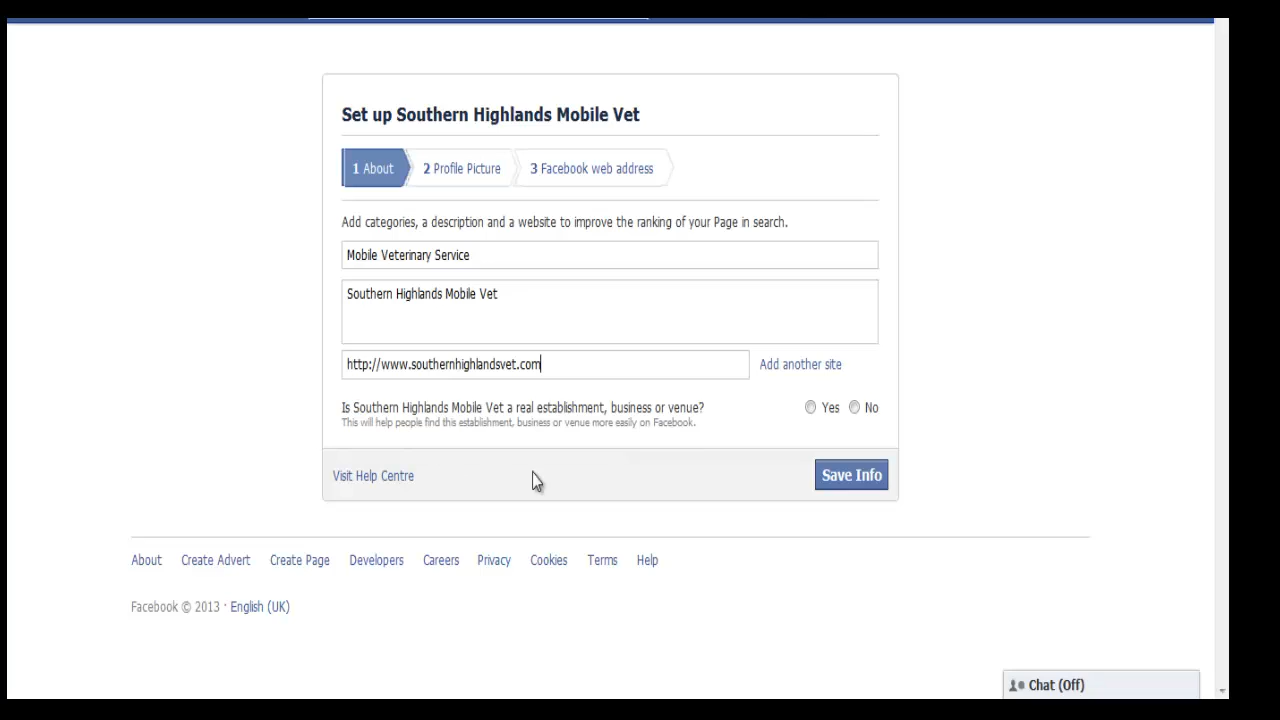 Set up Southern Highlands Mobile Vet
1 About 2 Profile Picture 3 Facebook web address
Add categories, a description and a website to improve the ranking of your Page in search.
Mobile Veterinary Service
Southern Highlands Mobile Vet
http://www.southernhighlandsvet.com Add another site
Is Southern Highlands Mobile Vet a real establishment, business or venue? Yes No
This will help people find this establishment, business or venue more easily on Facebook.
Visit Help Centre Save Info
About Create Advert Create Page Developers Careers Privacy Cookies Terms Help
Facebook © 2013 · English (UK)
Chat (Off)